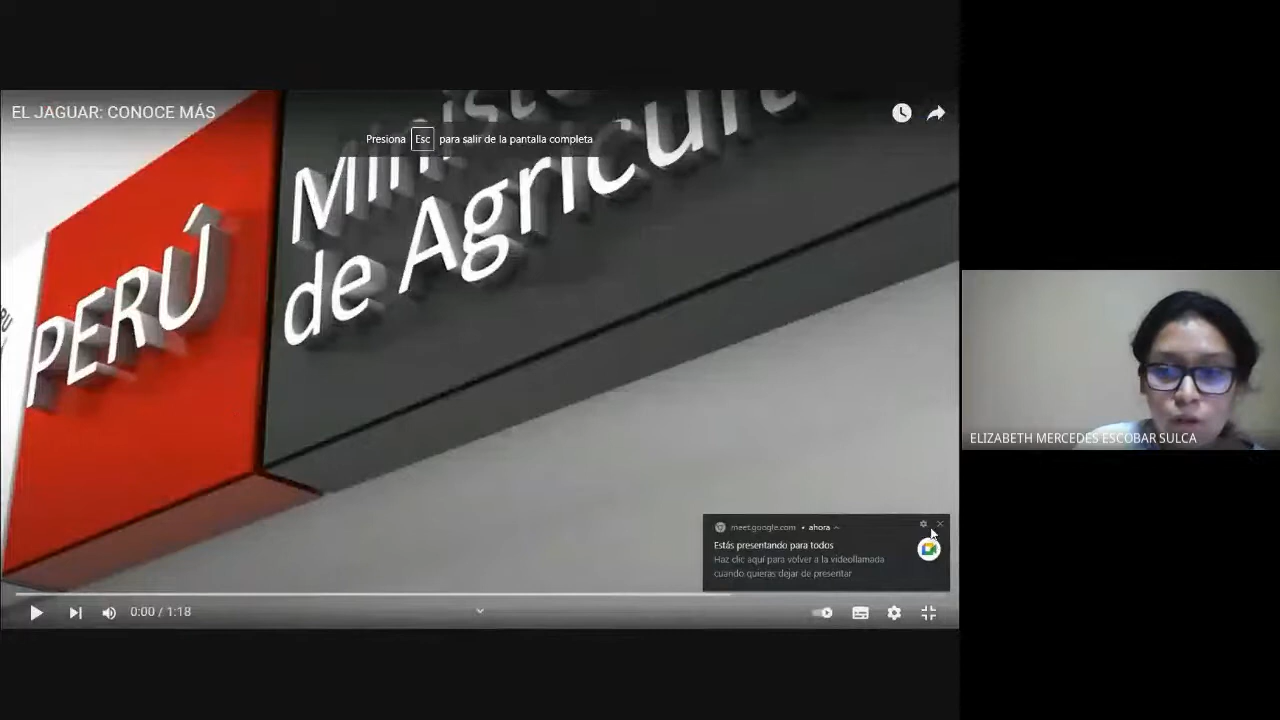 EL JAGUAR: CONOCE MÁS
Presiona Esc para salir de la pantalla completa
PERÚ
de
meet.google.com • ahora
Estás presentando para todos
Haz clic aquí para volver a la videollamada
cuando quieras dejar de presentar
0:00 / 1:18
ELIZABETH MERCEDES ESCOBAR SULCA